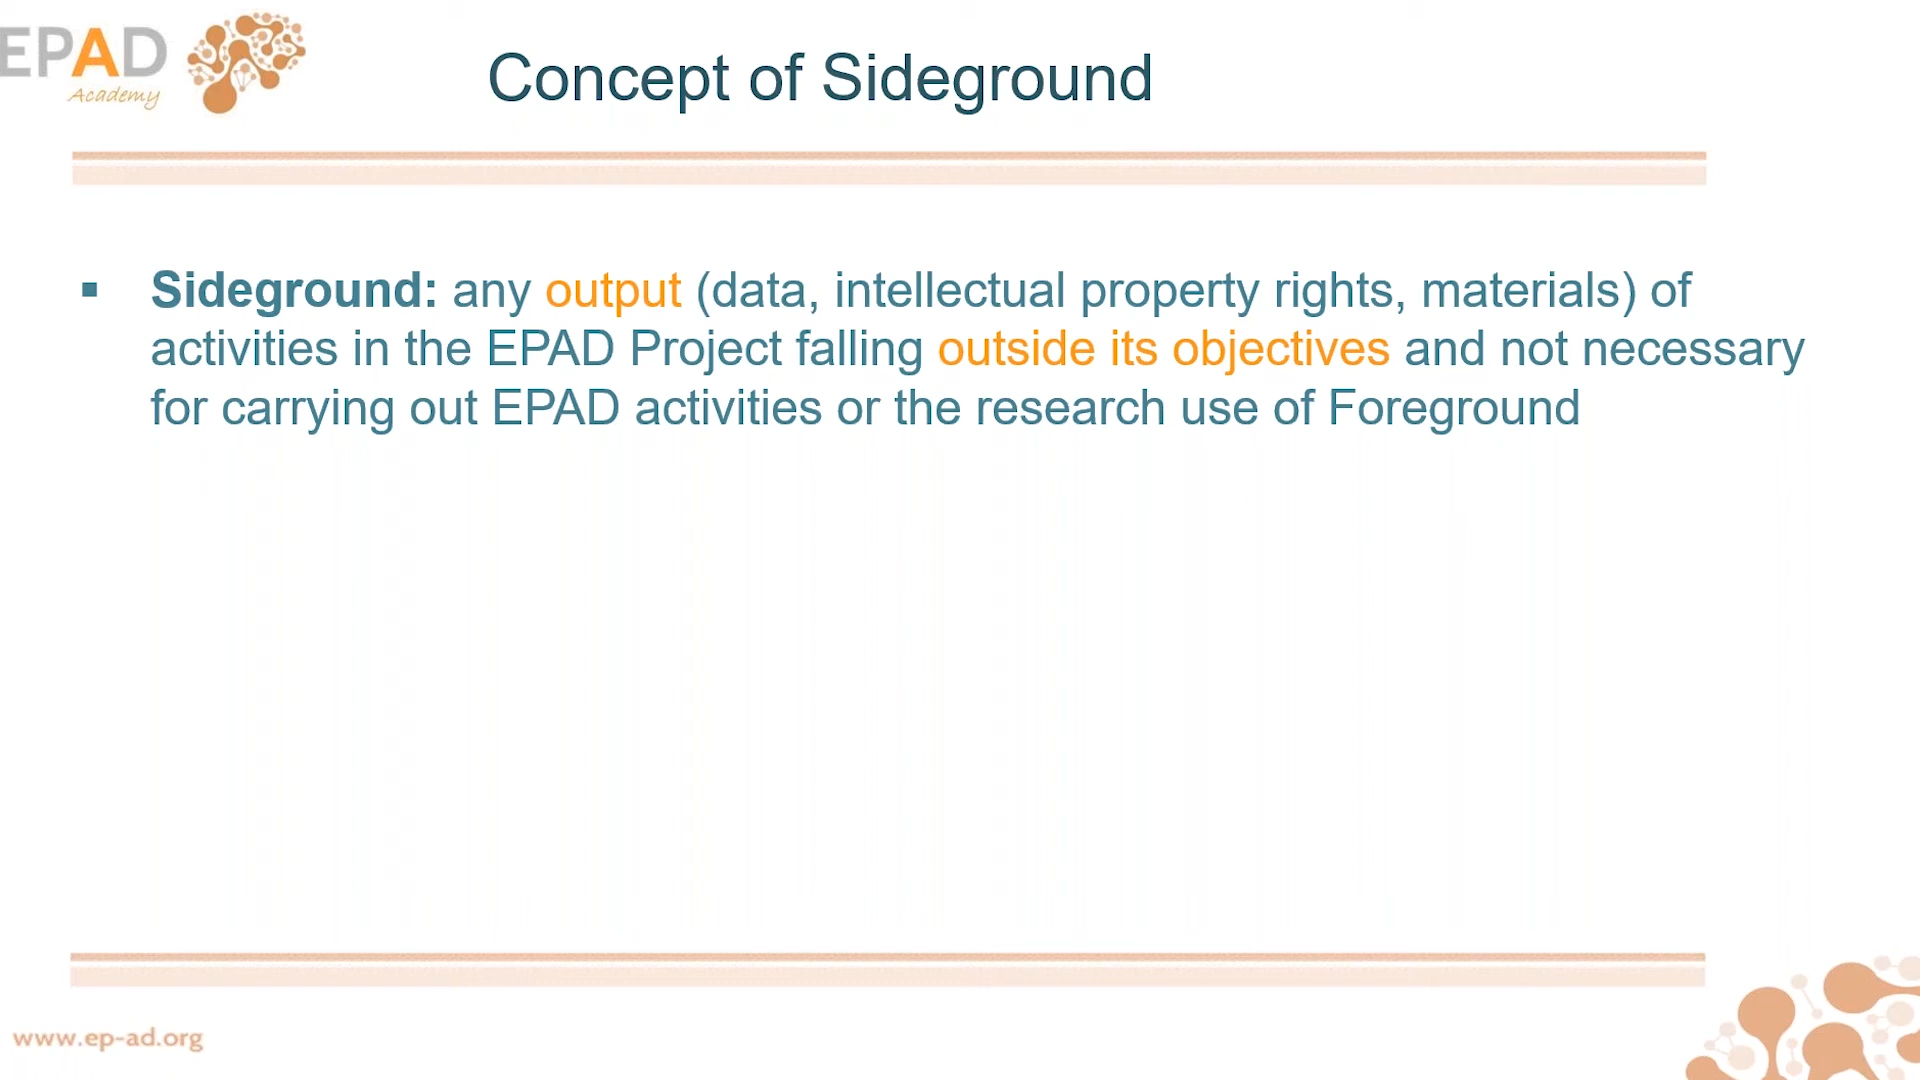 EPAD
Academy
Concept of Sideground
▪ Sideground: any output (data, intellectual property rights, materials) of
activities in the EPAD Project falling outside its objectives and not necessary
for carrying out EPAD activities or the research use of Foreground
www.ep-ad.org